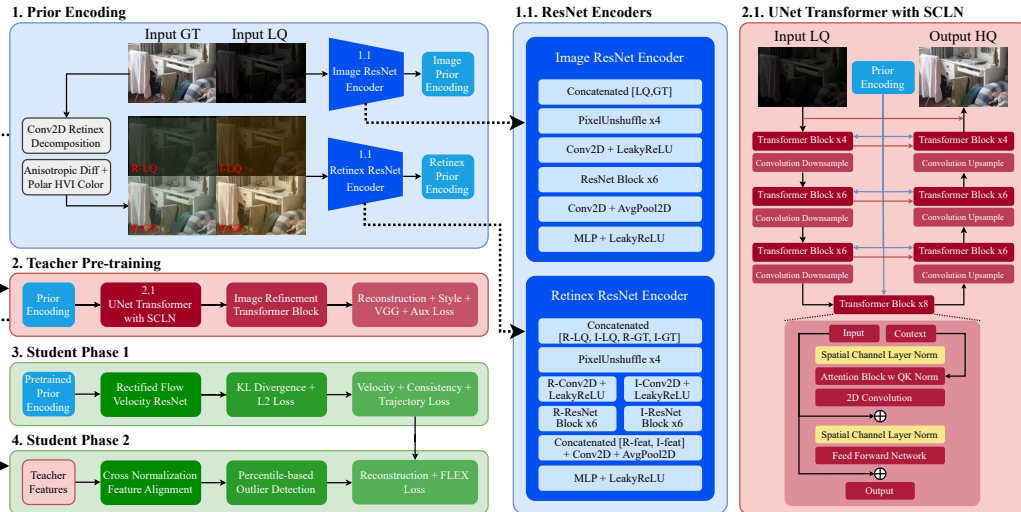 1. Prior Encoding
Input GT
Input LQ
1.1
Image ResNet
Encoder
Image
Prior
Encoding
Conv2D Retinex
Decomposition
Anisotropic Diff +
Polar HVI Color
R-LQ
I-LQ
R-GT
I-GT
1.1
Retinex ResNet
Encoder
Retinex
Prior
Encoding
2. Teacher Pre-training
Prior
Encoding
2.1
UNet Transformer
with SCLN
Image Refinement
Transformer Block
Reconstruction + Style +
VGG + Aux Loss
3. Student Phase 1
Pretrained
Prior
Encoding
Rectified Flow
Velocity ResNet
KL Divergence +
L2 Loss
Velocity + Consistency +
Trajectory Loss
4. Student Phase 2
Teacher
Features
Cross Normalization
Feature Alignment
Percentile-based
Outlier Detection
Reconstruction + FLEX
Loss
1.1. ResNet Encoders
Image ResNet Encoder
Concatenated [LQ,GT]
PixelUnshuffle x4
Conv2D + LeakyReLU
ResNet Block x6
Conv2D + AvgPool2D
MLP + LeakyReLU
Retinex ResNet Encoder
Concatenated
[R-LQ, I-LQ, R-GT, I-GT]
PixelUnshuffle x4
R-Conv2D +
LeakyReLU
I-Conv2D +
LeakyReLU
R-ResNet
Block x6
I-ResNet
Block x6
Concatenated [R-feat, I-feat]
+ Conv2D + AvgPool2D
MLP + LeakyReLU
2.1. UNet Transformer with SCLN
Input LQ
Output HQ
Prior
Encoding
Transformer Block x4
Transformer Block x4
Convolution Downsample
Convolution Upsample
Transformer Block x6
Transformer Block x6
Convolution Downsample
Convolution Upsample
Transformer Block x6
Transformer Block x6
Convolution Downsample
Convolution Upsample
Transformer Block x8
Input
Context
Spatial Channel Layer Norm
Attention Block w QK Norm
2D Convolution
Spatial Channel Layer Norm
Feed Forward Network
Output